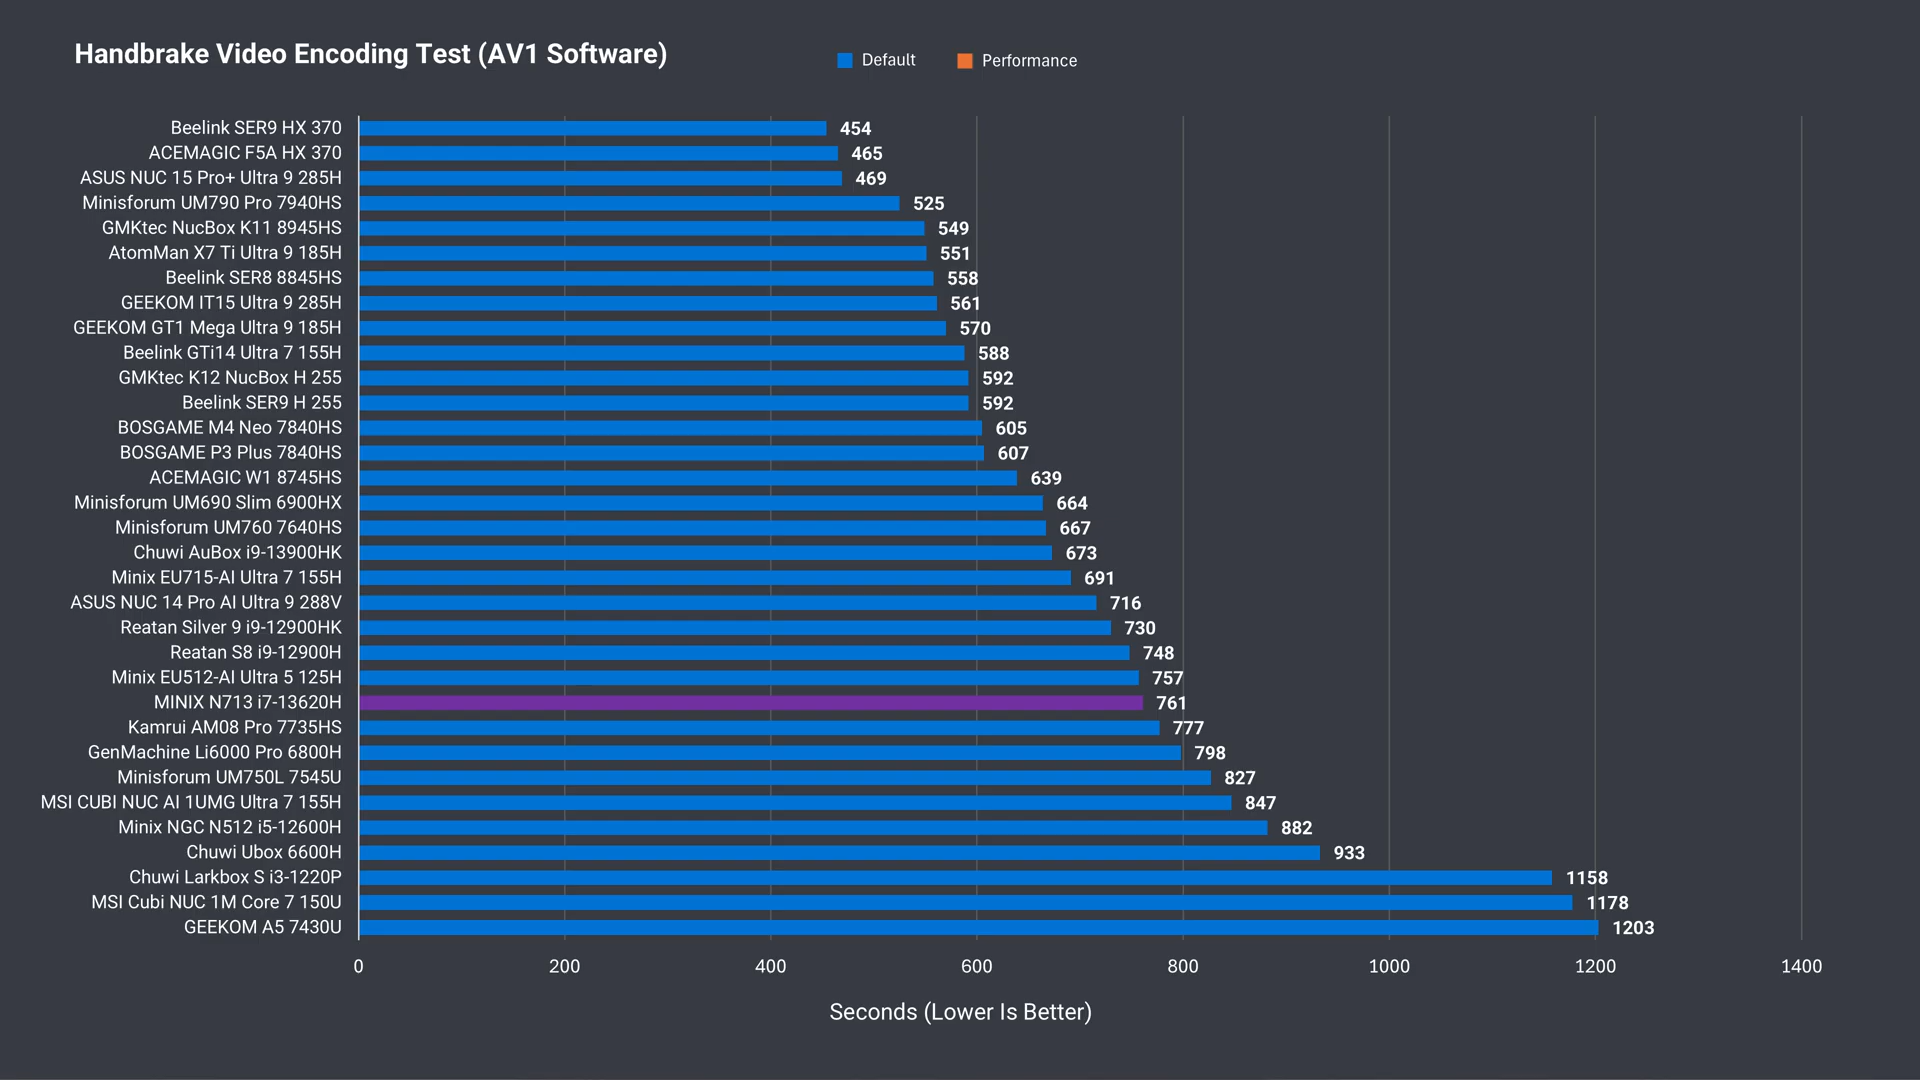 Handbrake Video Encoding Test (AV1 Software)
Default
Performance
Beelink SER9 HX 370 454
ACEMAGIC F5A HX 370 465
ASUS NUC 15 Pro+ Ultra 9 285H 469
Minisforum UM790 Pro 7940HS 525
GMKtec NucBox K11 8945HS 549
AtomMan X7 Ti Ultra 9 185H 551
Beelink SER8 8845HS 558
GEEKOM IT15 Ultra 9 285H 561
GEEKOM GT1 Mega Ultra 9 185H 570
Beelink GTi14 Ultra 7 155H 588
GMKtec K12 NucBox H 255 592
Beelink SER9 H 255 592
BOSGAME M4 Neo 7840HS 605
BOSGAME P3 Plus 7840HS 607
ACEMAGIC W1 8745HS 639
Minisforum UM690 Slim 6900HX 664
Minisforum UM760 7640HS 667
Chuwi AuBox i9-13900HK 673
Minix EU715-AI Ultra 7 155H 691
ASUS NUC 14 Pro AI Ultra 9 288V 716
Reatan Silver 9 i9-12900HK 730
Reatan S8 i9-12900H 748
Minix EU512-AI Ultra 5 125H 757
MINIX N713 i7-13620H 761
Kamrui AM08 Pro 7735HS 777
GenMachine Li6000 Pro 6800H 798
Minisforum UM750L 7545U 827
MSI CUBI NUC AI 1UMG Ultra 7 155H 847
Minix NGC N512 i5-12600H 882
Chuwi Ubox 6600H 933
Chuwi Larkbox S i3-1220P 1158
MSI Cubi NUC 1M Core 7 150U 1178
GEEKOM A5 7430U 1203
0 200 400 600 800 1000 1200 1400
Seconds (Lower Is Better)